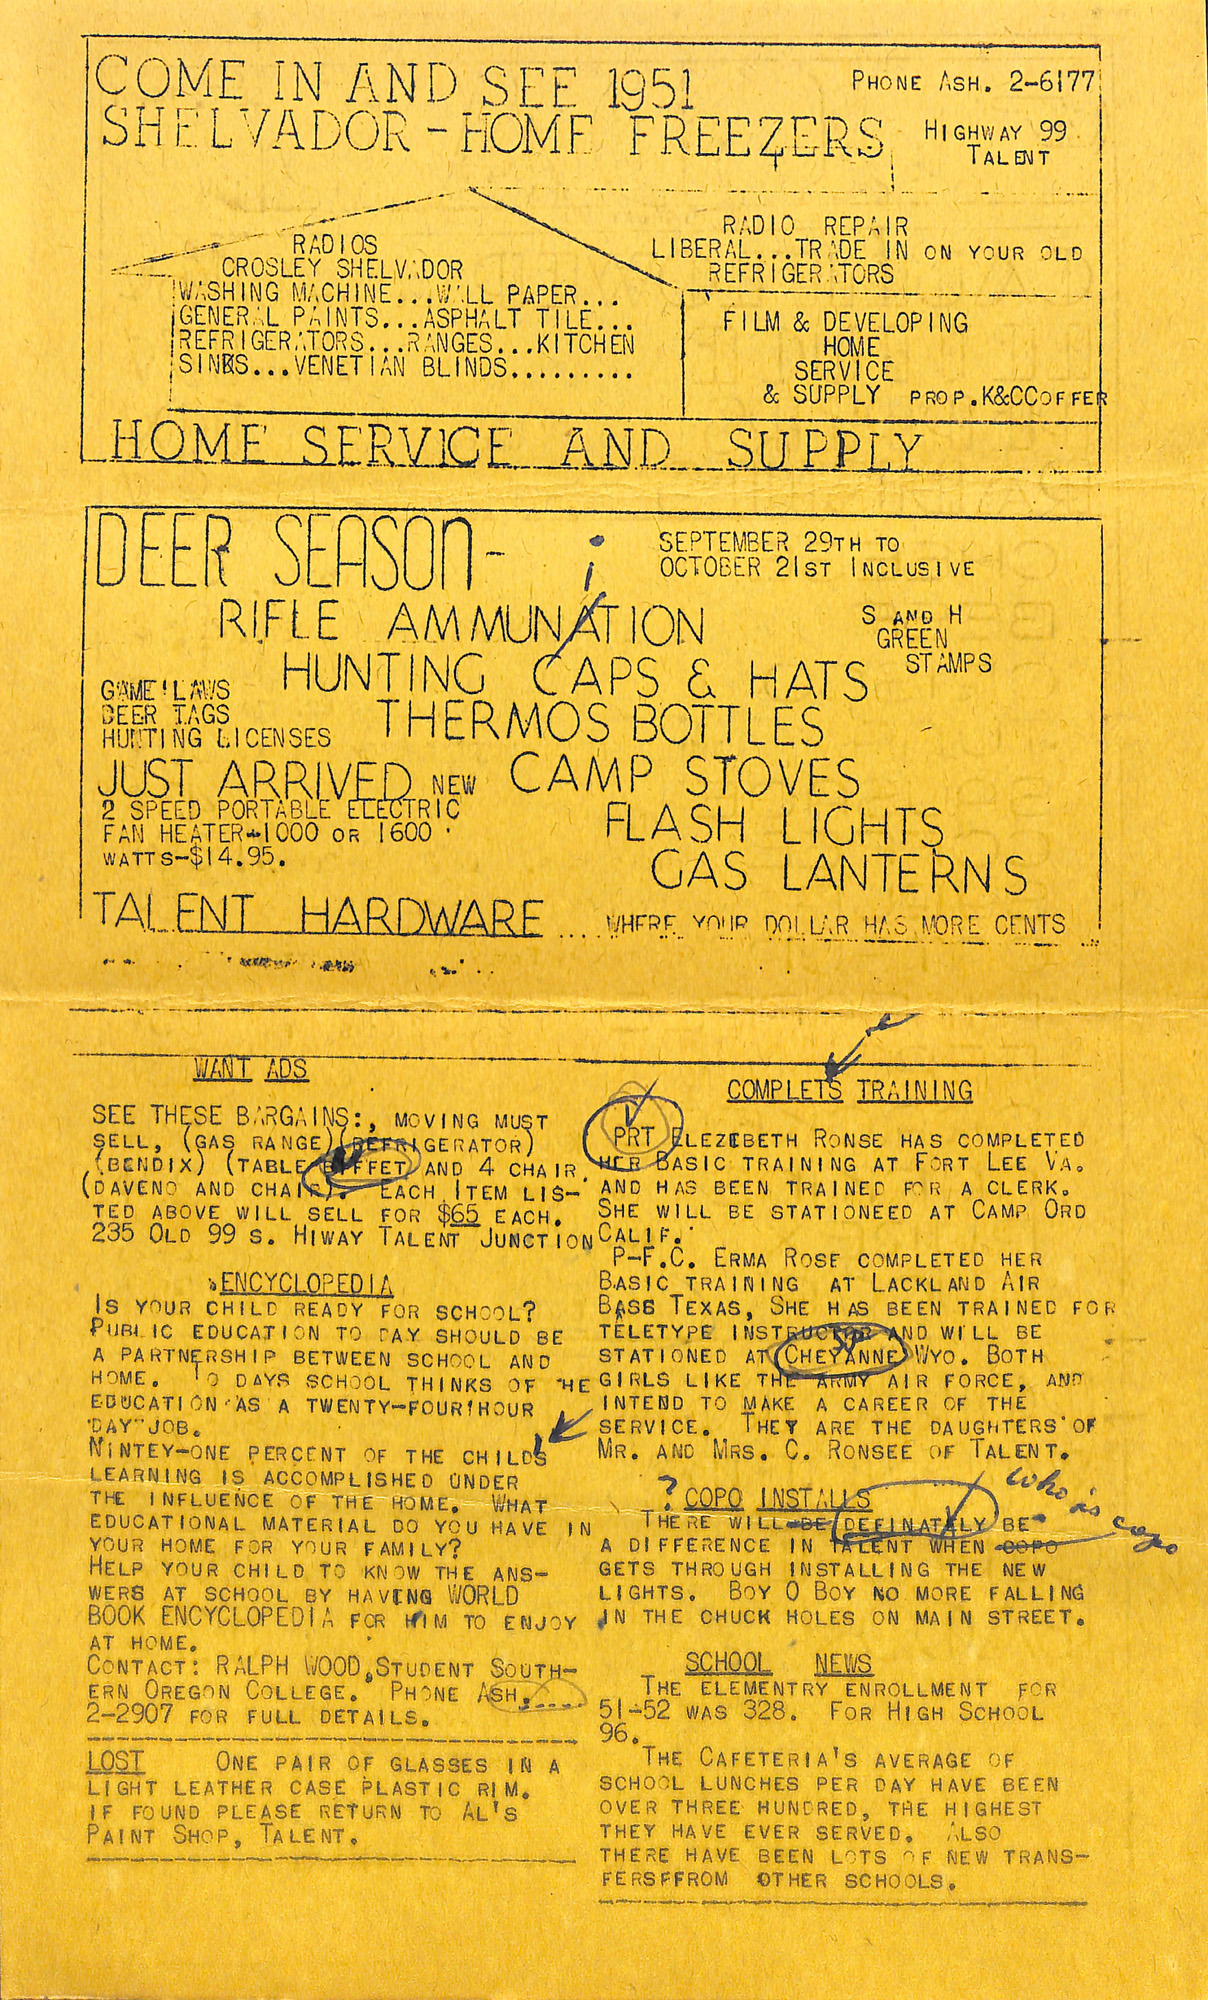 COME IN AND SEE 1951
SHELVADOR - HOME FREEZERS
PHONE ASH. 2-6177
HIGHWAY 99
TALENT
RADIOS
CROSLEY SHELVADOR
WASHING MACHINE...WALL PAPER...
GENERAL PAINTS...ASPHALT TILE...
REFRIGERATORS...RANGES...KITCHEN
SINKS...VENETIAN BLINDS.........
RADIO REPAIR
LIBERAL...TRADE IN ON YOUR OLD
REFRIGERATORS
FILM & DEVELOPING
HOME
SERVICE
& SUPPLY PROP.K&CCOFFER
HOME SERVICE AND SUPPLY
DEER SEASON-
SEPTEMBER 29TH TO
OCTOBER 21ST INCLUSIVE
i
RIFLE AMMUNATION
HUNTING CAPS & HATS
THERMOS BOTTLES
S AND H
GREEN
STAMPS
GAME LAWS
DEER TAGS
HUNTING LICENSES
JUST ARRIVED NEW
2 SPEED PORTABLE ELECTRIC
FAN HEATER-1000 OR 1600
WATTS-$14.95.
CAMP STOVES
FLASH LIGHTS
GAS LANTERNS
TALENT HARDWARE ...WHERE YOUR DOLLAR HAS MORE CENTS
WANT ADS
SEE THESE BARGAINS:, MOVING MUST
SELL, (GAS RANGE)(REFRIGERATOR)
(BENDIX) (TABLE BUFFET AND 4 CHAIR
(DAVENO AND CHAIR). EACH ITEM LIS-
TED ABOVE WILL SELL FOR $65 EACH.
235 OLD 99 S. HIWAY TALENT JUNCTION
ENCYCLOPEDIA
IS YOUR CHILD READY FOR SCHOOL?
PUBLIC EDUCATION TO DAY SHOULD BE
A PARTNERSHIP BETWEEN SCHOOL AND
HOME. TO DAYS SCHOOL THINKS OF THE
EDUCATION AS A TWENTY-FOUR HOUR
"DAY" JOB.
NINTEY-ONE PERCENT OF THE CHILDS
LEARNING IS ACCOMPLISHED UNDER
THE INFLUENCE OF THE HOME. WHAT
EDUCATIONAL MATERIAL DO YOU HAVE IN
YOUR HOME FOR YOUR FAMILY?
HELP YOUR CHILD TO KNOW THE ANS-
WERS AT SCHOOL BY HAVENG WORLD
BOOK ENCYCLOPEDIA FOR HIM TO ENJOY
AT HOME.
CONTACT: RALPH WOOD,STUDENT SOUTH-
ERN OREGON COLLEGE. PHONE ASH.....
2-2907 FOR FULL DETAILS.
LOST ONE PAIR OF GLASSES IN A
LIGHT LEATHER CASE PLASTIC RIM.
IF FOUND PLEASE RETURN TO AL'S
PAINT SHOP, TALENT.
e
COMPLETS TRAINING
PRT ELEZEBETH RONSE HAS COMPLETED
HER BASIC TRAINING AT FORT LEE VA.
AND HAS BEEN TRAINED FOR A CLERK.
SHE WILL BE STATIONEED AT CAMP ORD
CALIF.
P-F.C. ERMA ROSE COMPLETED HER
BASIC TRAINING AT LACKLAND AIR
BASE TEXAS, SHE HAS BEEN TRAINED FOR
TELETYPE INSTRUCTOR AND WILL BE
STATIONED AT CHEYANNE WYO. BOTH
GIRLS LIKE THE ARMY AIR FORCE, AND
INTEND TO MAKE A CAREER OF THE
SERVICE. THEY ARE THE DAUGHTERS OF
MR. AND MRS. C. RONSEE OF TALENT.
? COPO INSTALLS
who is copo
THERE WILL BE DEFINATALY BE
A DIFFERENCE IN TALENT WHEN COPO
GETS THROUGH INSTALLING THE NEW
LIGHTS. BOY O BOY NO MORE FALLING
IN THE CHUCK HOLES ON MAIN STREET.
SCHOOL NEWS
THE ELEMENTRY ENROLLMENT FOR
51-52 WAS 328. FOR HIGH SCHOOL
96.
THE CAFETERIA'S AVERAGE OF
SCHOOL LUNCHES PER DAY HAVE BEEN
OVER THREE HUNDRED, THE HIGHEST
THEY HAVE EVER SERVED. ALSO
THERE HAVE BEEN LOTS OF NEW TRANS-
FERSFFROM OTHER SCHOOLS.